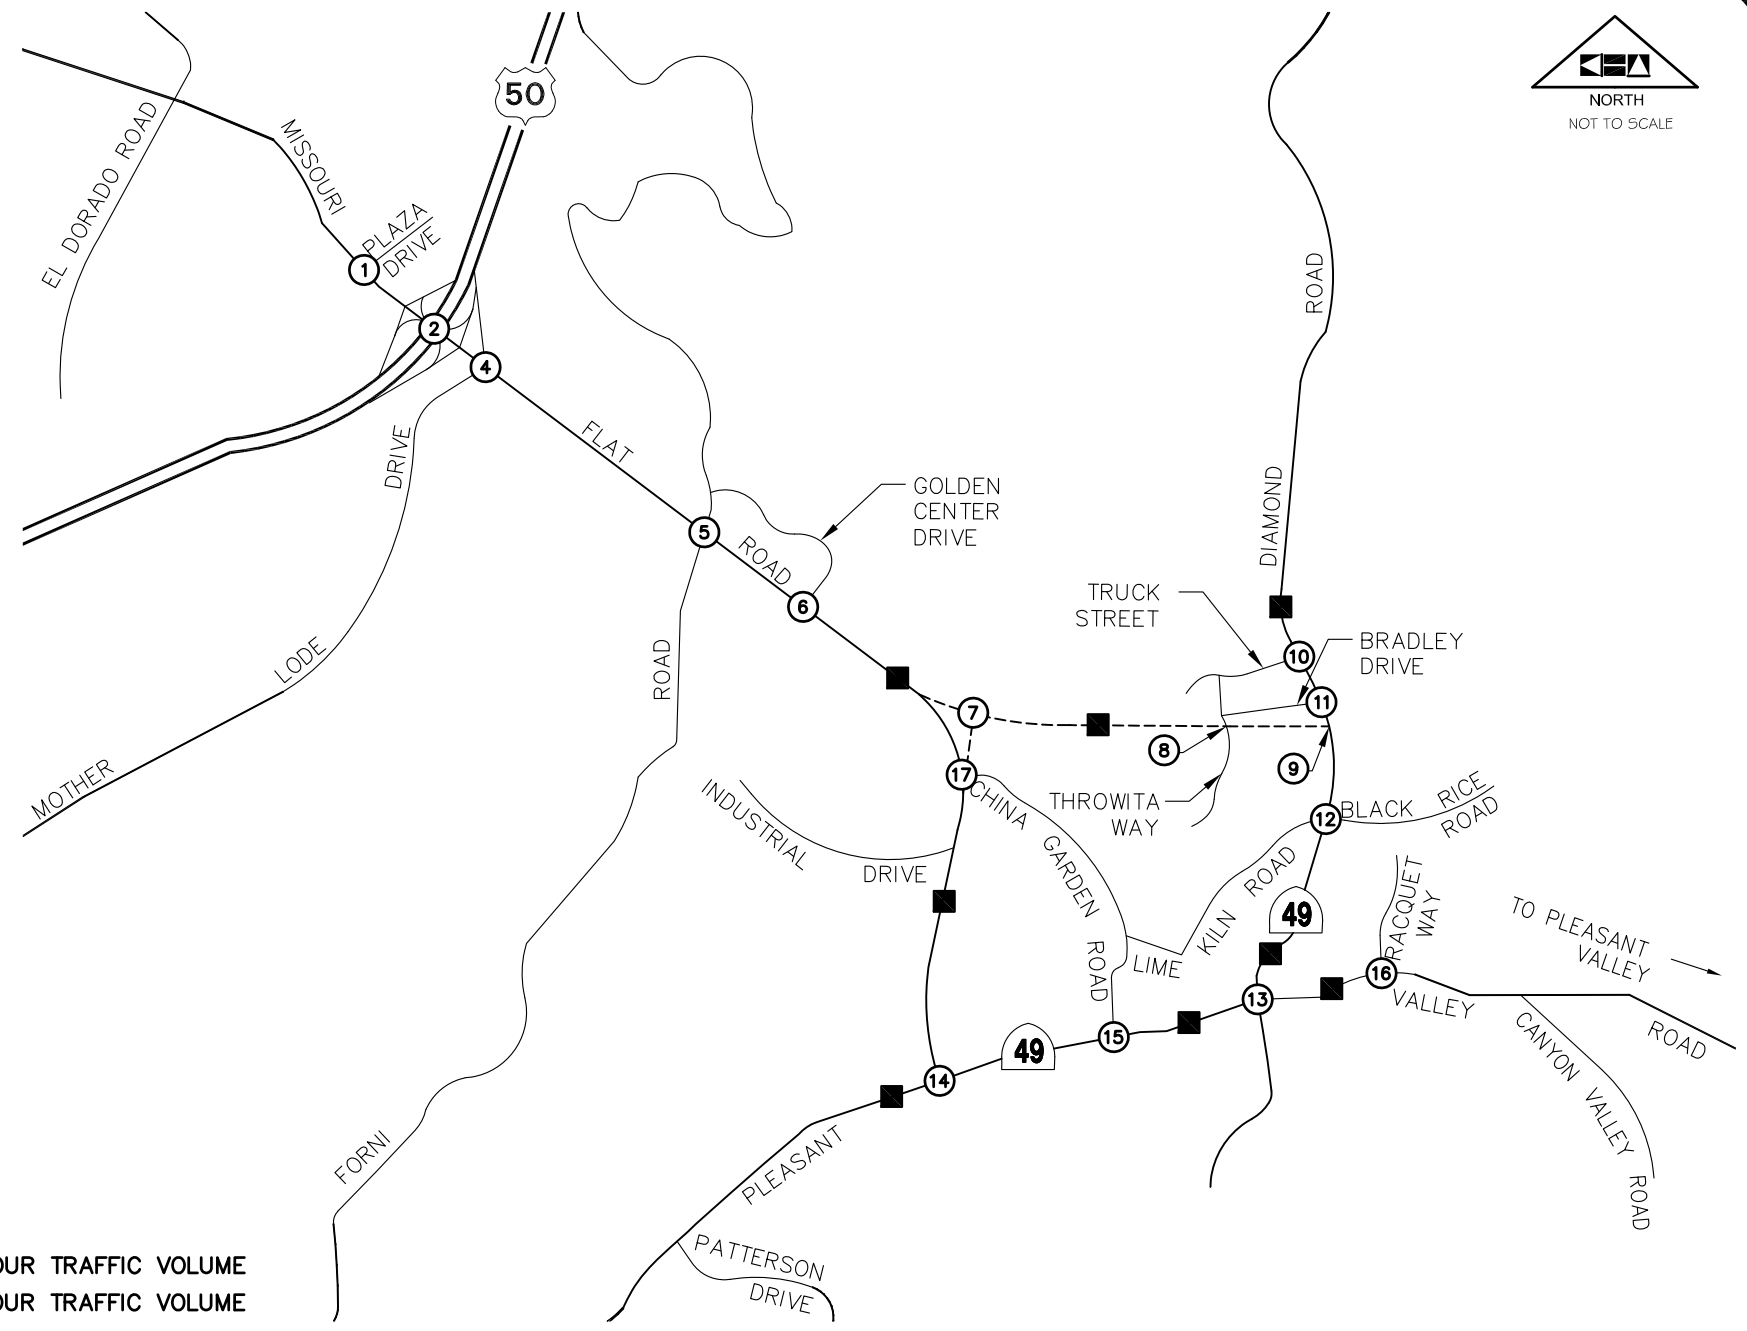 NORTH
NOT TO SCALE
50
EL DORADO ROAD
MISSOURI
PLAZA
DRIVE
1
2
4
FLAT
DRIVE
LODE
MOTHER
5
ROAD
6
GOLDEN
CENTER
DRIVE
ROAD
DIAMOND
ROAD
TRUCK
STREET
BRADLEY
DRIVE
10
11
7
8
9
THROWITA
WAY
17
INDUSTRIAL
DRIVE
CHINA
GARDEN
ROAD
12
BLACK
RICE
ROAD
LIME
KILN
ROAD
49
RACQUET
WAY
TO PLEASANT
VALLEY
13
16
VALLEY
ROAD
CANYON
VALLEY
ROAD
15
49
14
PLEASANT
FORNI
PATTERSON
DRIVE
OUR TRAFFIC VOLUME
OUR TRAFFIC VOLUME